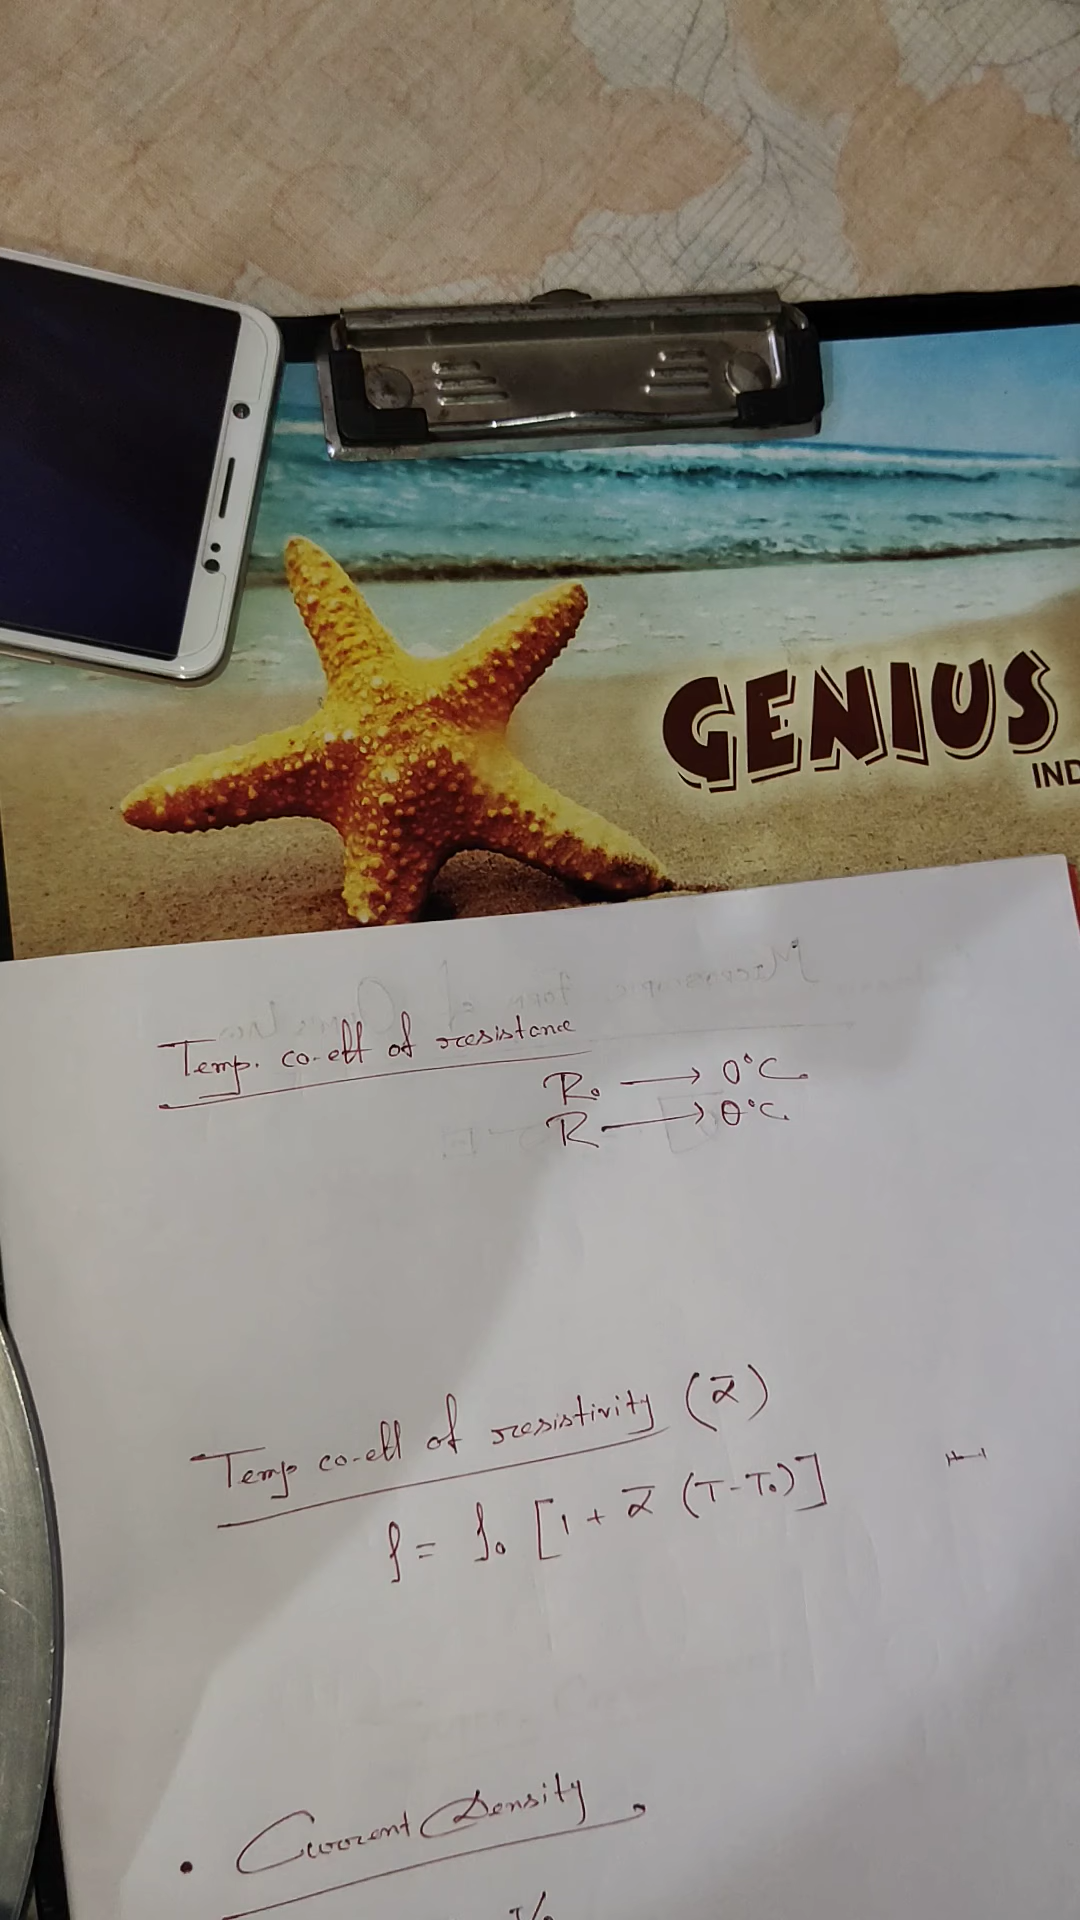 GENIUS
IND
Temp. co-eff of resistance
R₀ ⟶ 0°C
R ⟶ θ°C
Temp co-eff of resistivity (ᾱ)
ρ = ρ₀ [1 + ᾱ (T - T₀)]
• Current Density